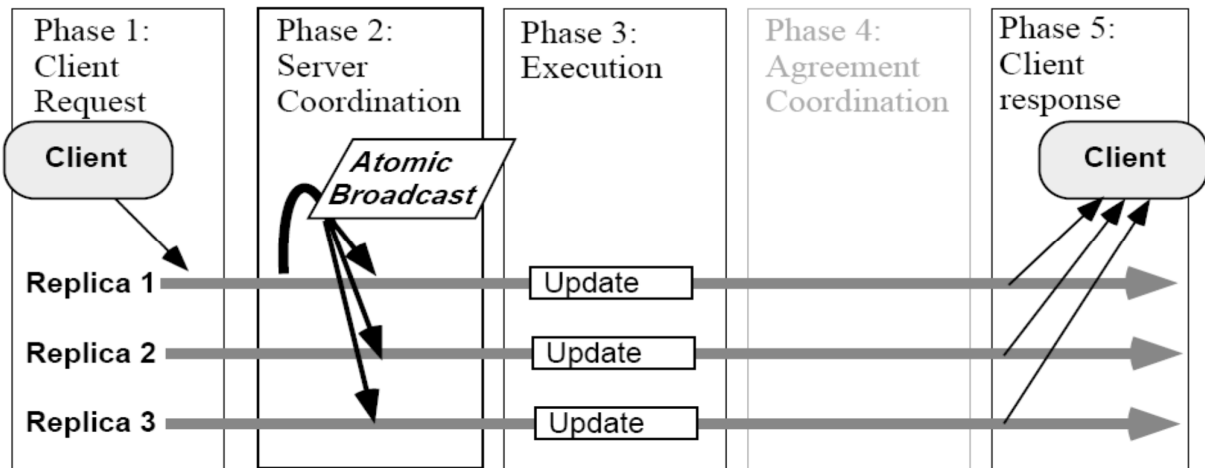 Phase 1:
Client
Request
Phase 2:
Server
Coordination
Phase 3:
Execution
Phase 4:
Agreement
Coordination
Phase 5:
Client
response
Client
Atomic
Broadcast
Client
Replica 1
Update
Replica 2
Update
Replica 3
Update